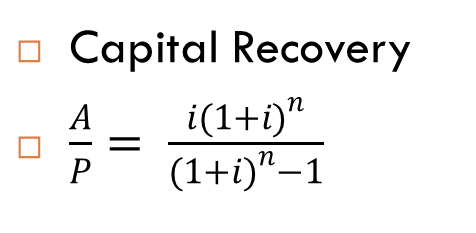 Capital Recovery
A/P = i(1+i)^n / (1+i)^n−1